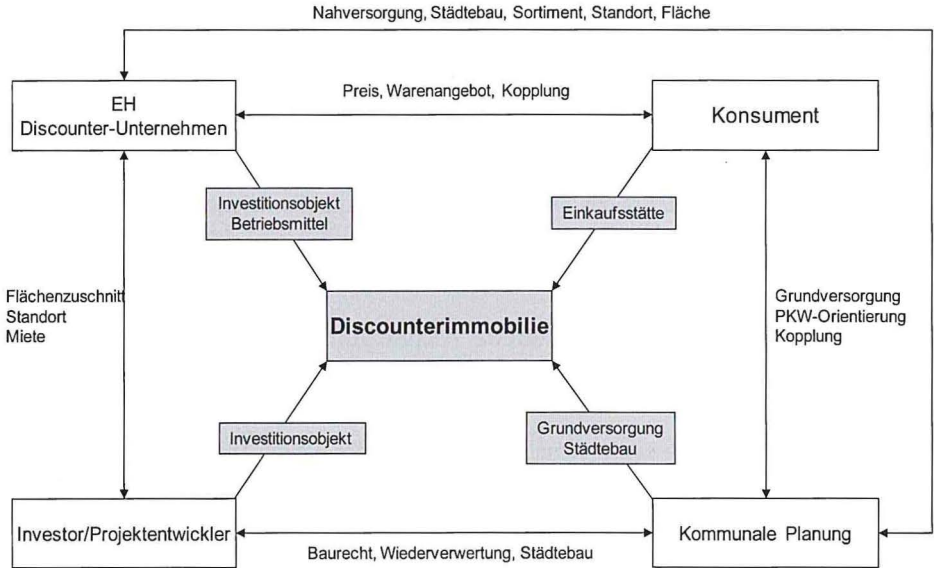 Nahversorgung, Städtebau, Sortiment, Standort, Fläche
EH
Discounter-Unternehmen
Preis, Warenangebot, Kopplung
Konsument
Investitionsobjekt
Betriebsmittel
Einkaufsstätte
Flächenzuschnitt
Standort
Miete
Discounterimmobilie
Grundversorgung
PKW-Orientierung
Kopplung
Investitionsobjekt
Grundversorgung
Städtebau
Investor/Projektentwickler
Baurecht, Wiederverwertung, Städtebau
Kommunale Planung